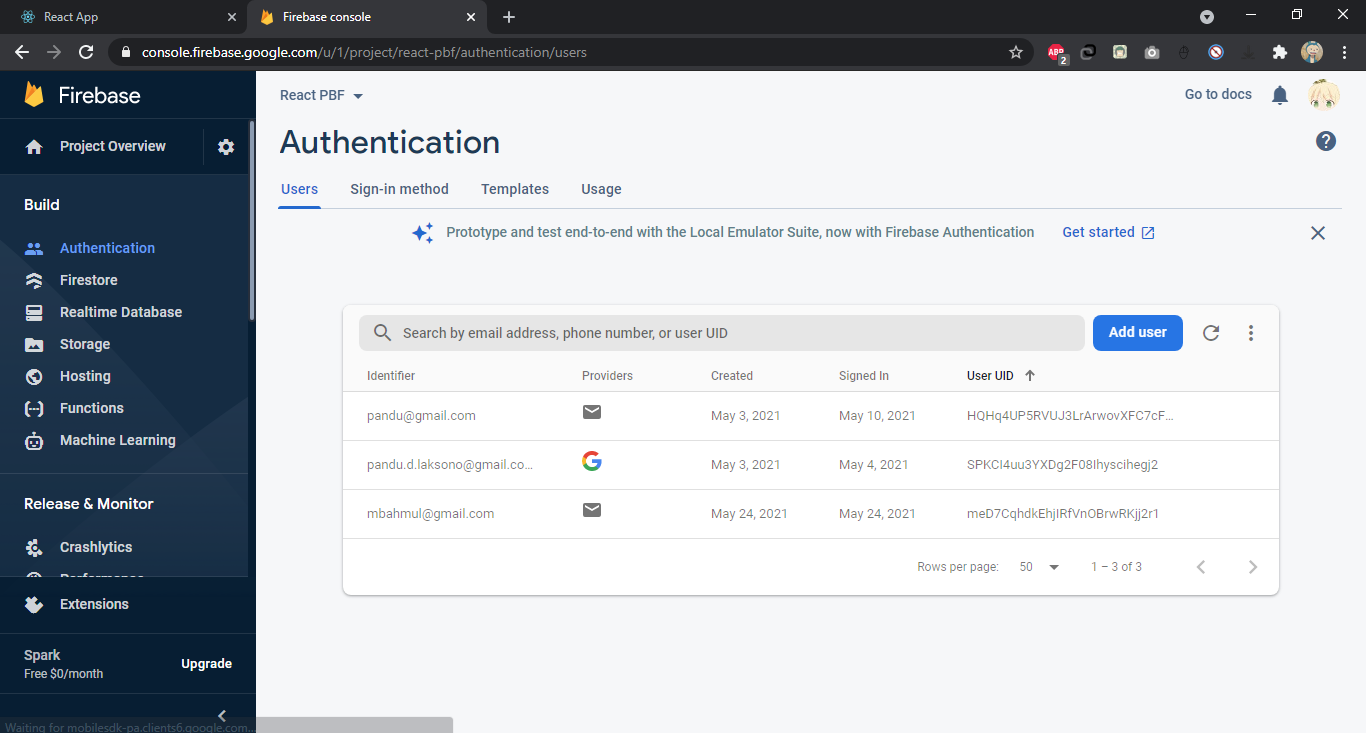 React App
Firebase console
console.firebase.google.com/u/1/project/react-pbf/authentication/users
ABP
2
Firebase
Project Overview
Build
Authentication
Firestore
Realtime Database
Storage
Hosting
Functions
Machine Learning
Release & Monitor
Crashlytics
Performance
Extensions
Spark
Free $0/month
Upgrade
Waiting for mobilesdk-pa.clients6.google.com...
React PBF
Go to docs
Authentication
?
Users Sign-in method Templates Usage
Prototype and test end-to-end with the Local Emulator Suite, now with Firebase Authentication Get started
Search by email address, phone number, or user UID
Add user
Identifier Providers Created Signed In User UID
pandu@gmail.com May 3, 2021 May 10, 2021 HQHq4UP5RVUJ3LrArwovXFC7cF...
pandu.d.laksono@gmail.co... May 3, 2021 May 4, 2021 SPKCI4uu3YXDg2F08Ihyscihegj2
mbahmul@gmail.com May 24, 2021 May 24, 2021 meD7CqhdkEhjIRfVnOBrwRKjj2r1
Rows per page: 50 1 – 3 of 3